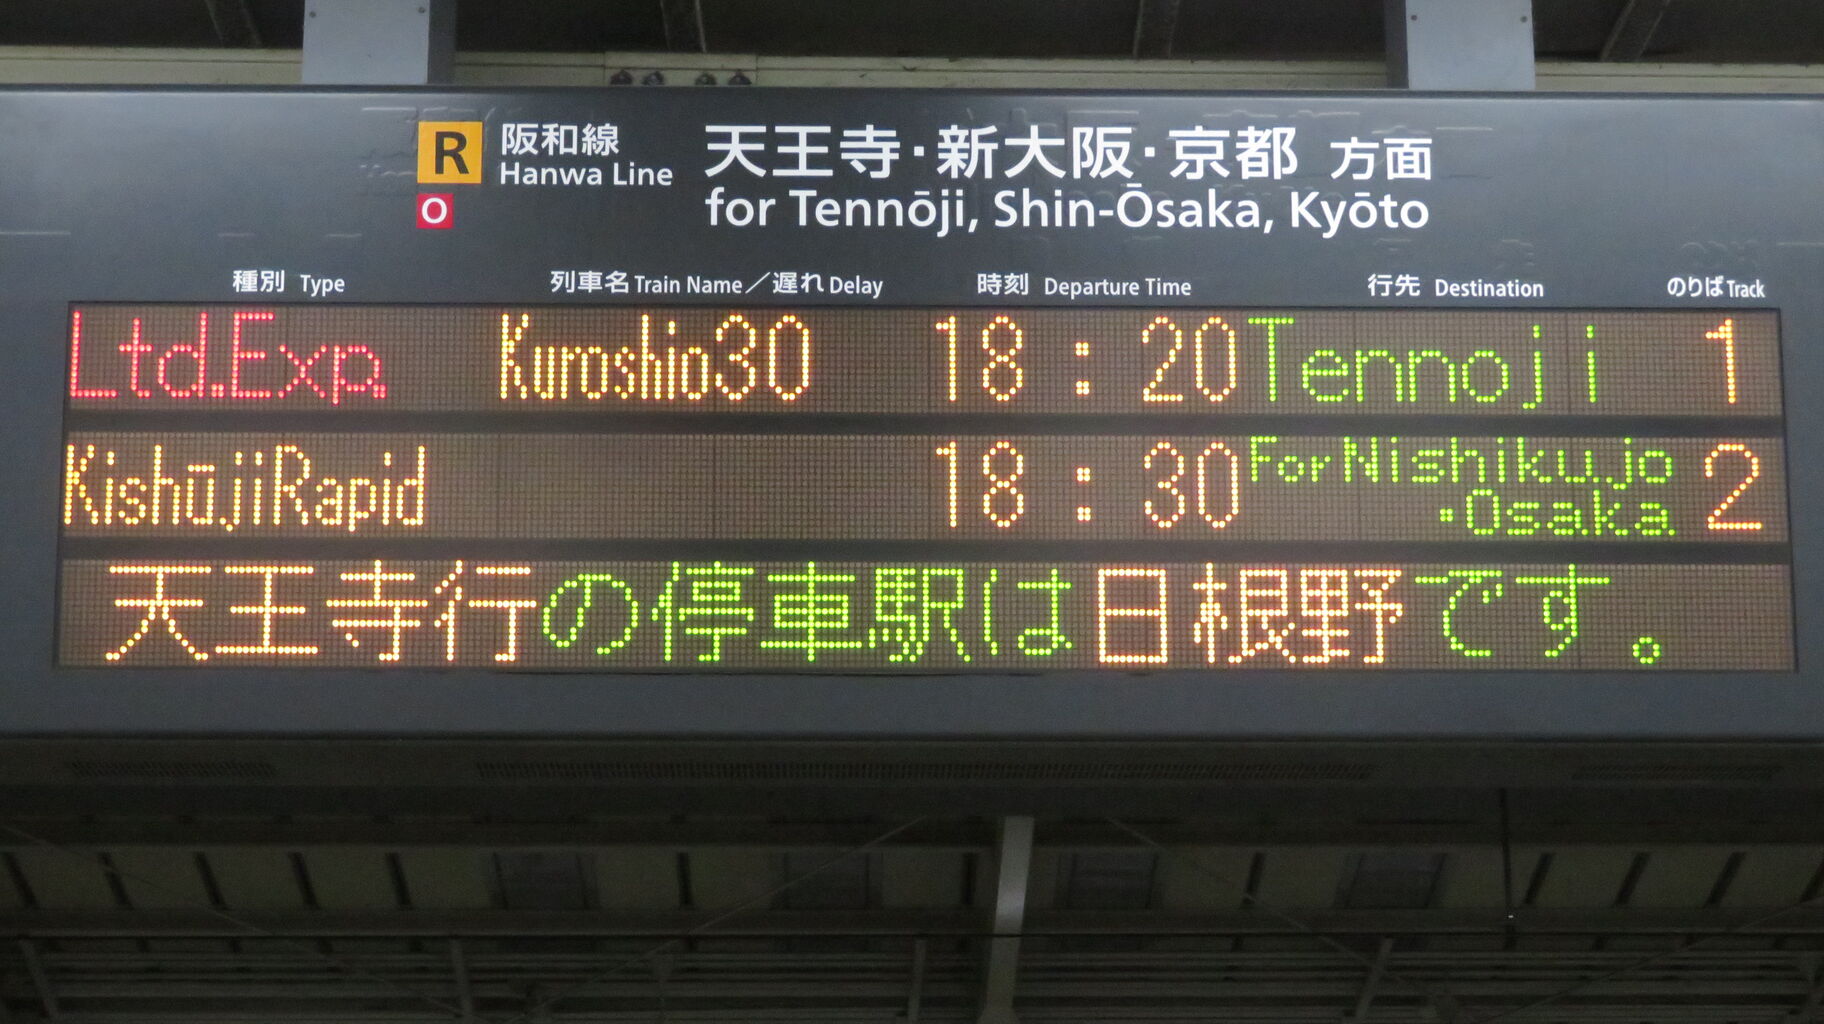 R 阪和線 天王寺・新大阪・京都 方面
Hanwa Line
O for Tennōji, Shin-Ōsaka, Kyōto
種別 Type 列車名 Train Name／遅れ Delay 時刻 Departure Time 行先 Destination のりば Track
Ltd.Exp. Kuroshio30 18:20 Tennoji 1
KishūjiRapid 18:30 ForNishikujo 2
・Osaka
天王寺行の停車駅は日根野です。